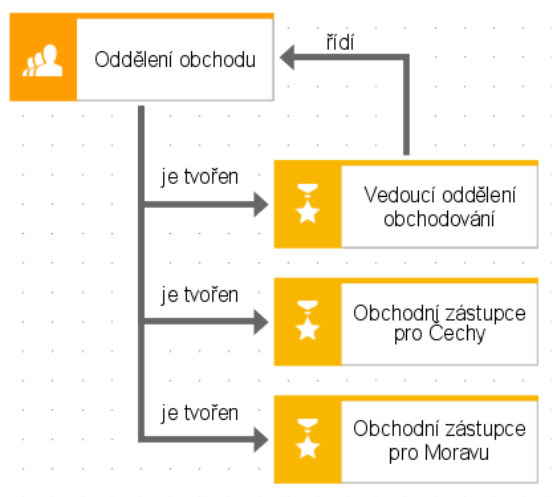 řídí
Oddělení obchodu
je tvořen
Vedoucí oddělení
obchodování
je tvořen
Obchodní zástupce
pro Čechy
je tvořen
Obchodní zástupce
pro Moravu